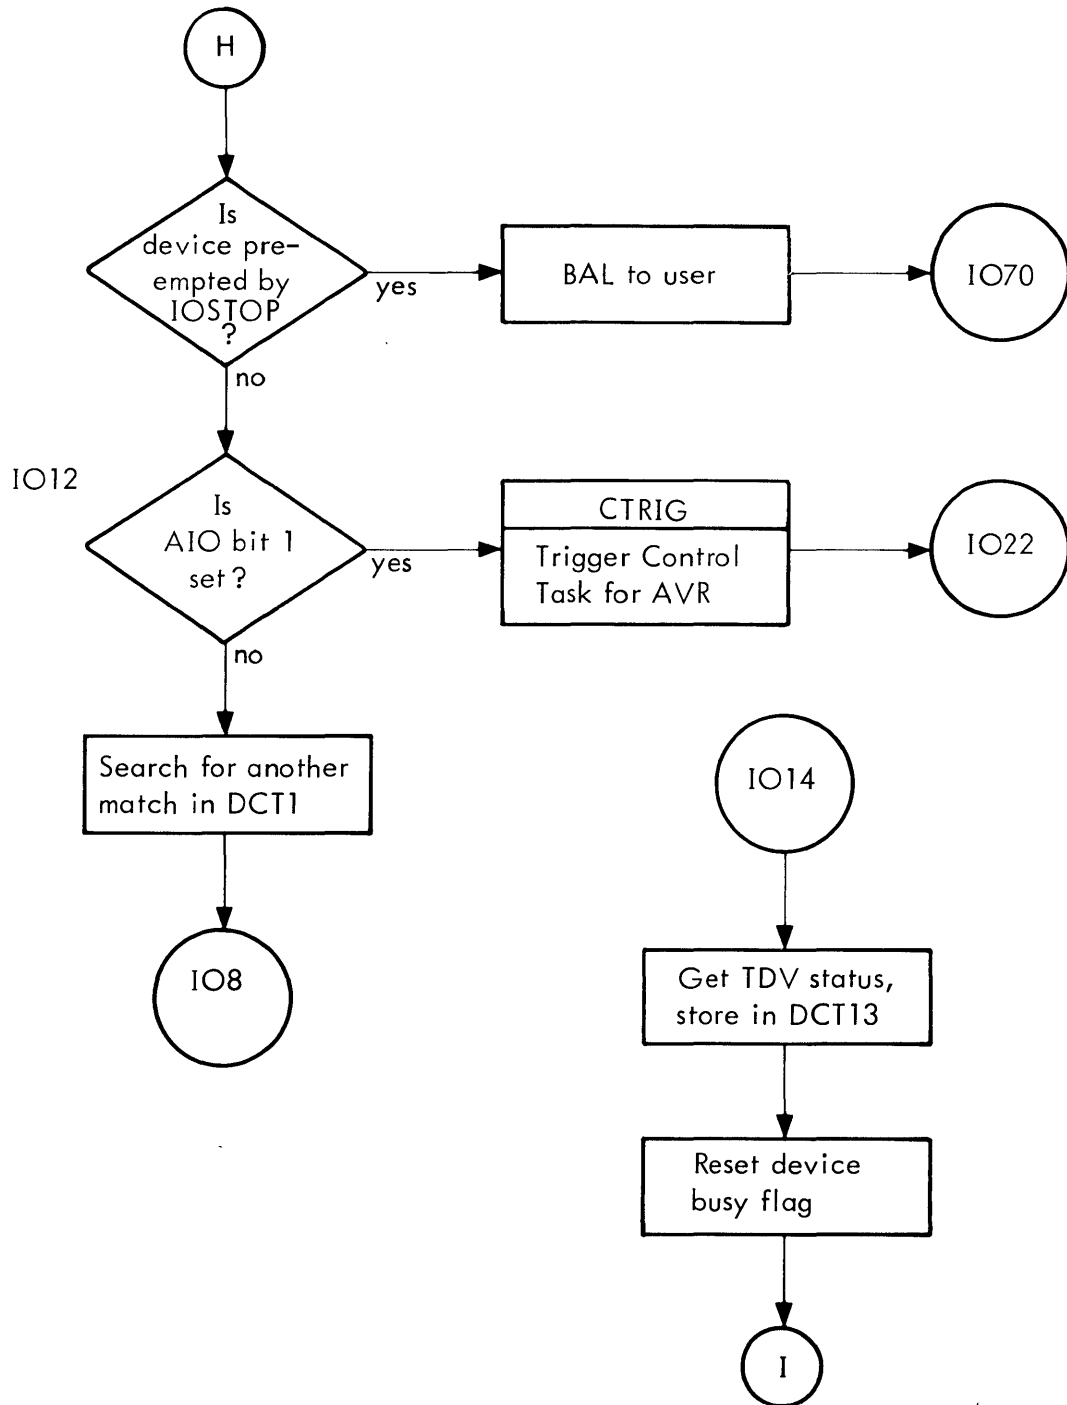 H
Is
device pre-
empted by
IOSTOP
?
yes
BAL to user
IO70
no
IO12
Is
AIO bit 1
set?
yes
CTRIG
Trigger Control
Task for AVR
IO22
no
Search for another
match in DCT1
IO8
IO14
Get TDV status,
store in DCT13
Reset device
busy flag
I